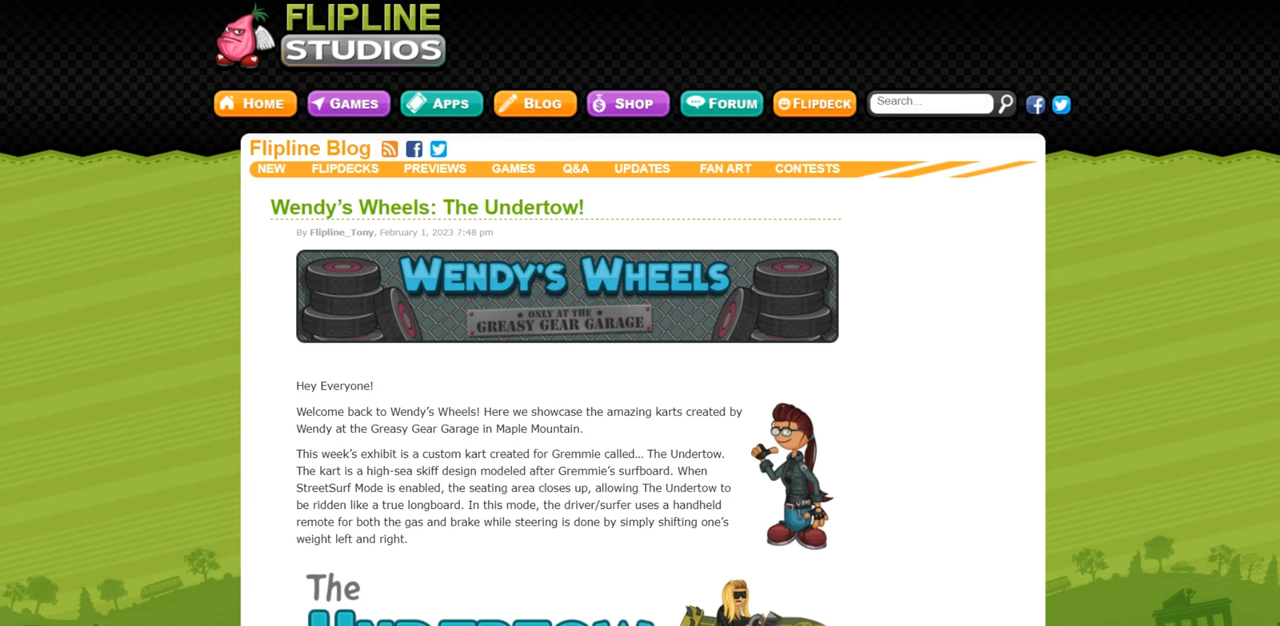 FLIPLINE
STUDIOS
HOME GAMES APPS BLOG SHOP FORUM FLIPDECK Search...
Flipline Blog
NEW FLIPDECKS PREVIEWS GAMES Q&A UPDATES FAN ART CONTESTS
Wendy's Wheels: The Undertow!
By Flipline_Tony, February 1, 2023 7:48 pm
WENDY'S WHEELS
ONLY AT THE
GREASY GEAR GARAGE
Hey Everyone!
Welcome back to Wendy's Wheels! Here we showcase the amazing karts created by
Wendy at the Greasy Gear Garage in Maple Mountain.
This week's exhibit is a custom kart created for Gremmie called… The Undertow.
The kart is a high-sea skiff design modeled after Gremmie's surfboard. When
StreetSurf Mode is enabled, the seating area closes up, allowing The Undertow to
be ridden like a true longboard. In this mode, the driver/surfer uses a handheld
remote for both the gas and brake while steering is done by simply shifting one's
weight left and right.
The
UNDERTOW